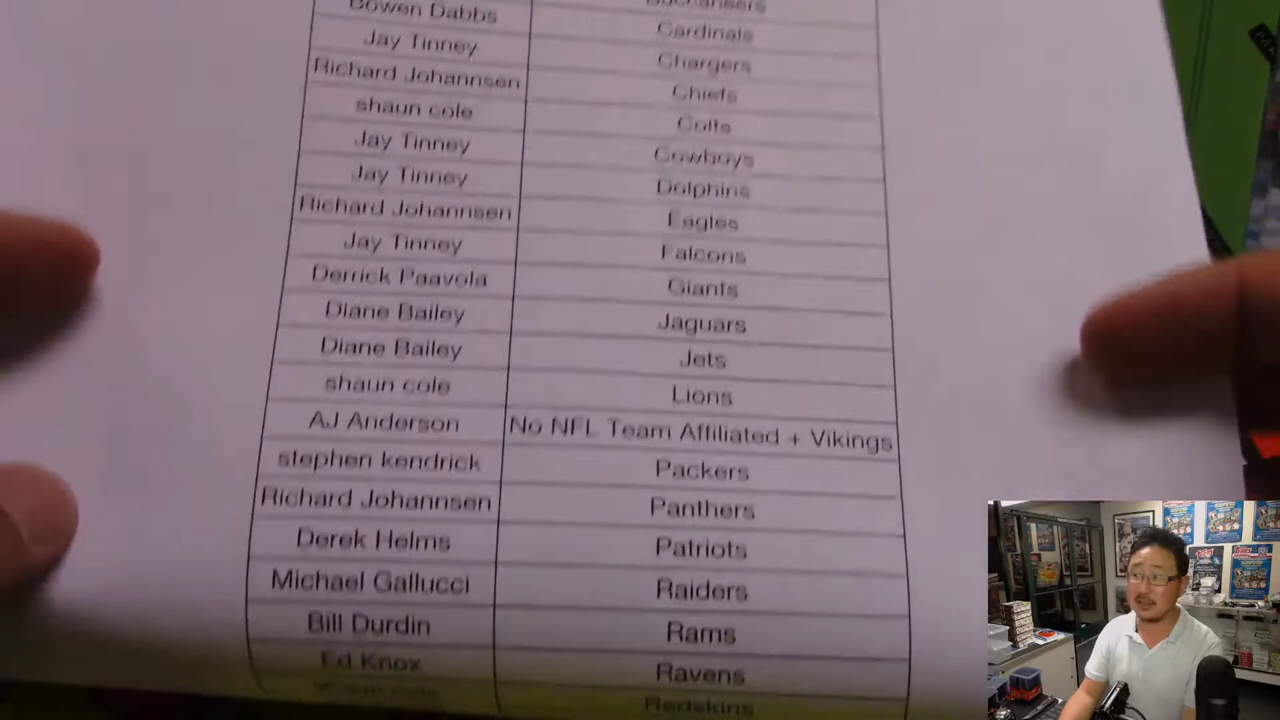 Bowen Dabbs Buccaneers
Jay Tinney Cardinals
Richard Johannsen Chargers
shaun cole Chiefs
Jay Tinney Colts
Jay Tinney Cowboys
Richard Johannsen Dolphins
Jay Tinney Eagles
Derrick Paavola Falcons
Diane Bailey Giants
Diane Bailey Jaguars
shaun cole Jets
AJ Anderson Lions
stephen kendrick No NFL Team Affiliated + Vikings
Richard Johannsen Packers
Derek Helms Panthers
Michael Gallucci Patriots
Bill Durdin Raiders
Ed Knox Rams
Ravens
Redskins